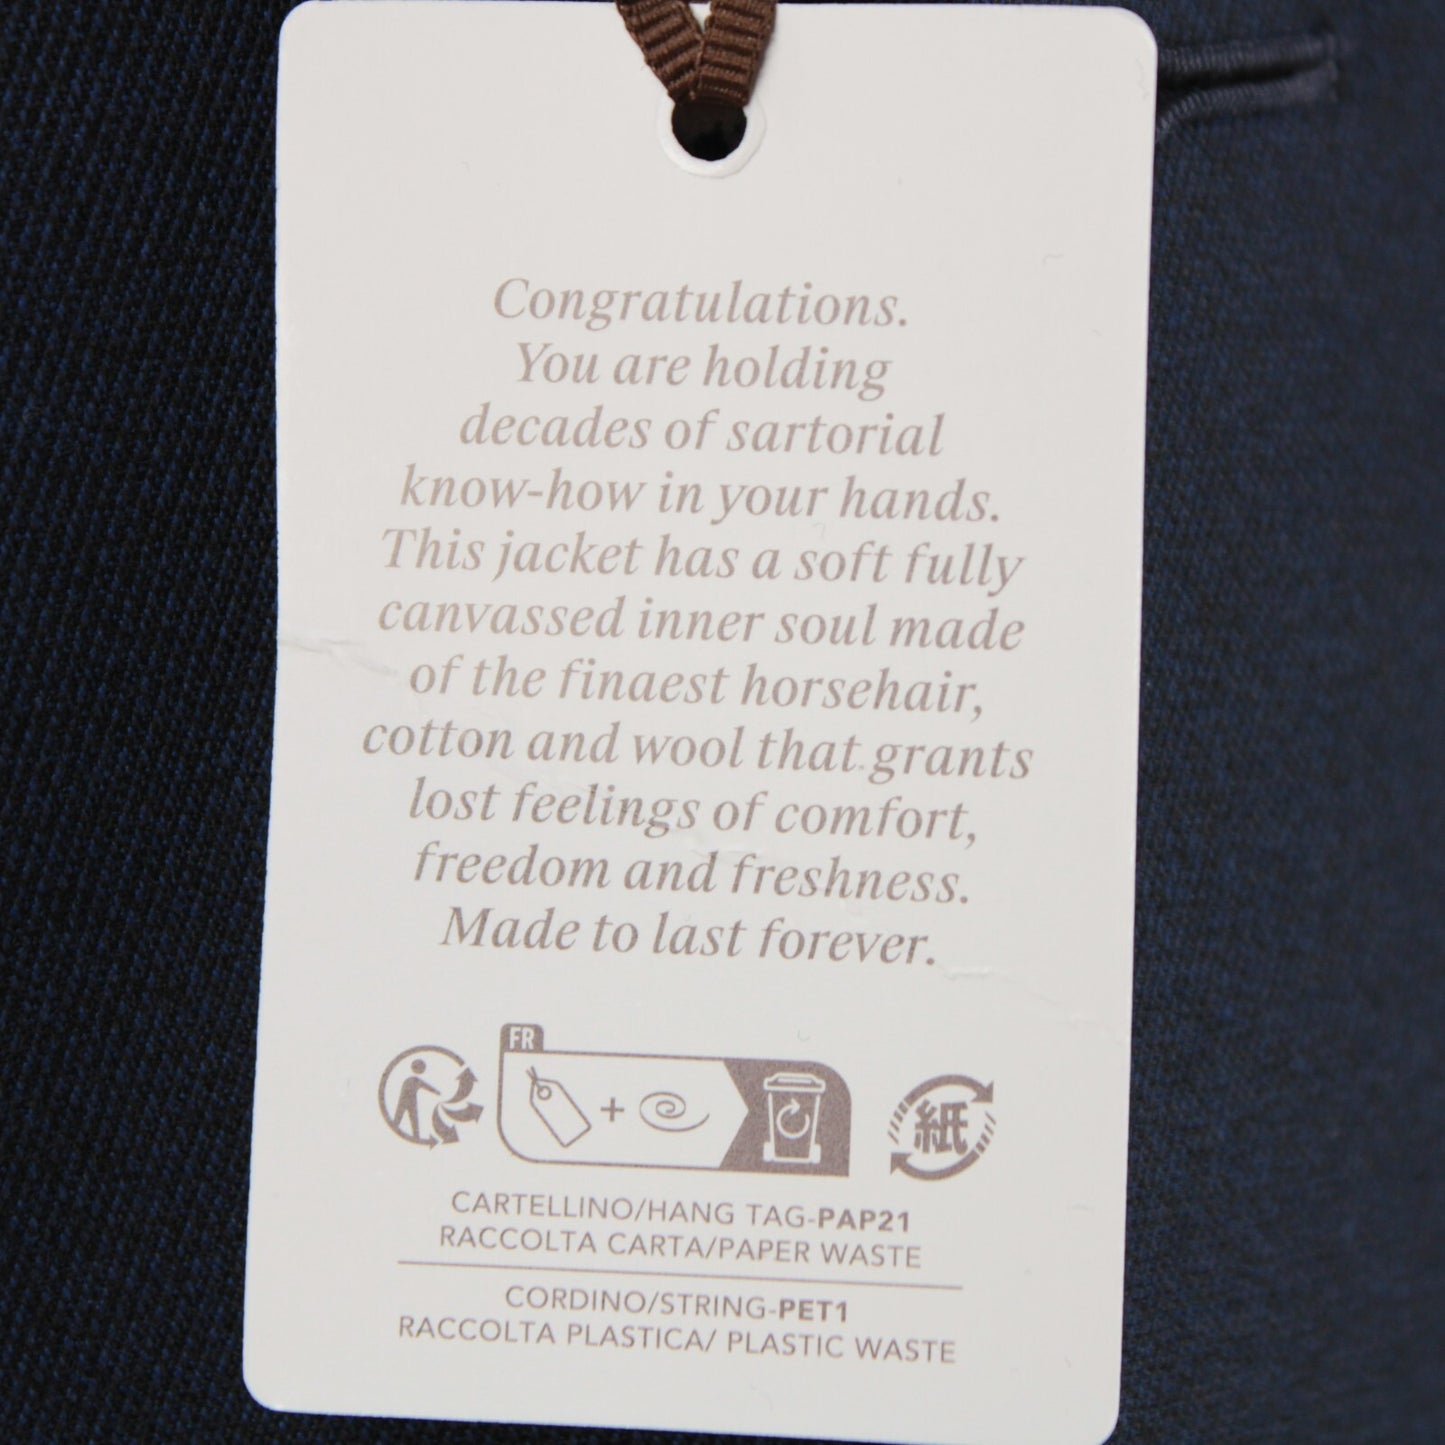 Congratulations.
You are holding
decades of sartorial
know-how in your hands.
This jacket has a soft fully
canvassed inner soul made
of the finaest horsehair,
cotton and wool that grants
lost feelings of comfort,
freedom and freshness.
Made to last forever.
FR
+
紙
CARTELLINO/HANG TAG-PAP21
RACCOLTA CARTA/PAPER WASTE
CORDINO/STRING-PET1
RACCOLTA PLASTICA/ PLASTIC WASTE